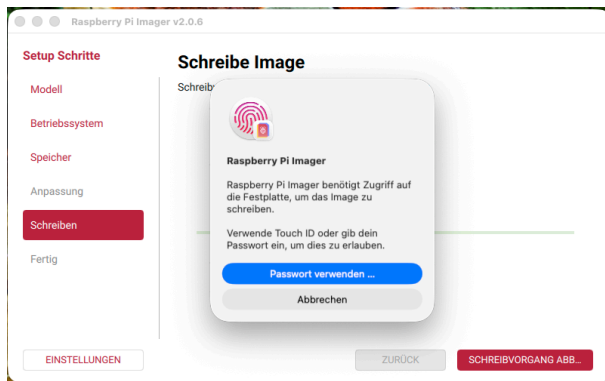 Raspberry Pi Imager v2.0.6
Setup Schritte
Modell
Betriebssystem
Speicher
Anpassung
Schreiben
Fertig
EINSTELLUNGEN
Schreibe Image
Raspberry Pi Imager
Raspberry Pi Imager benötigt Zugriff auf
die Festplatte, um das Image zu
schreiben.
Verwende Touch ID oder gib dein
Passwort ein, um dies zu erlauben.
Passwort verwenden ...
Abbrechen
ZURÜCK
SCHREIBVORGANG ABB...